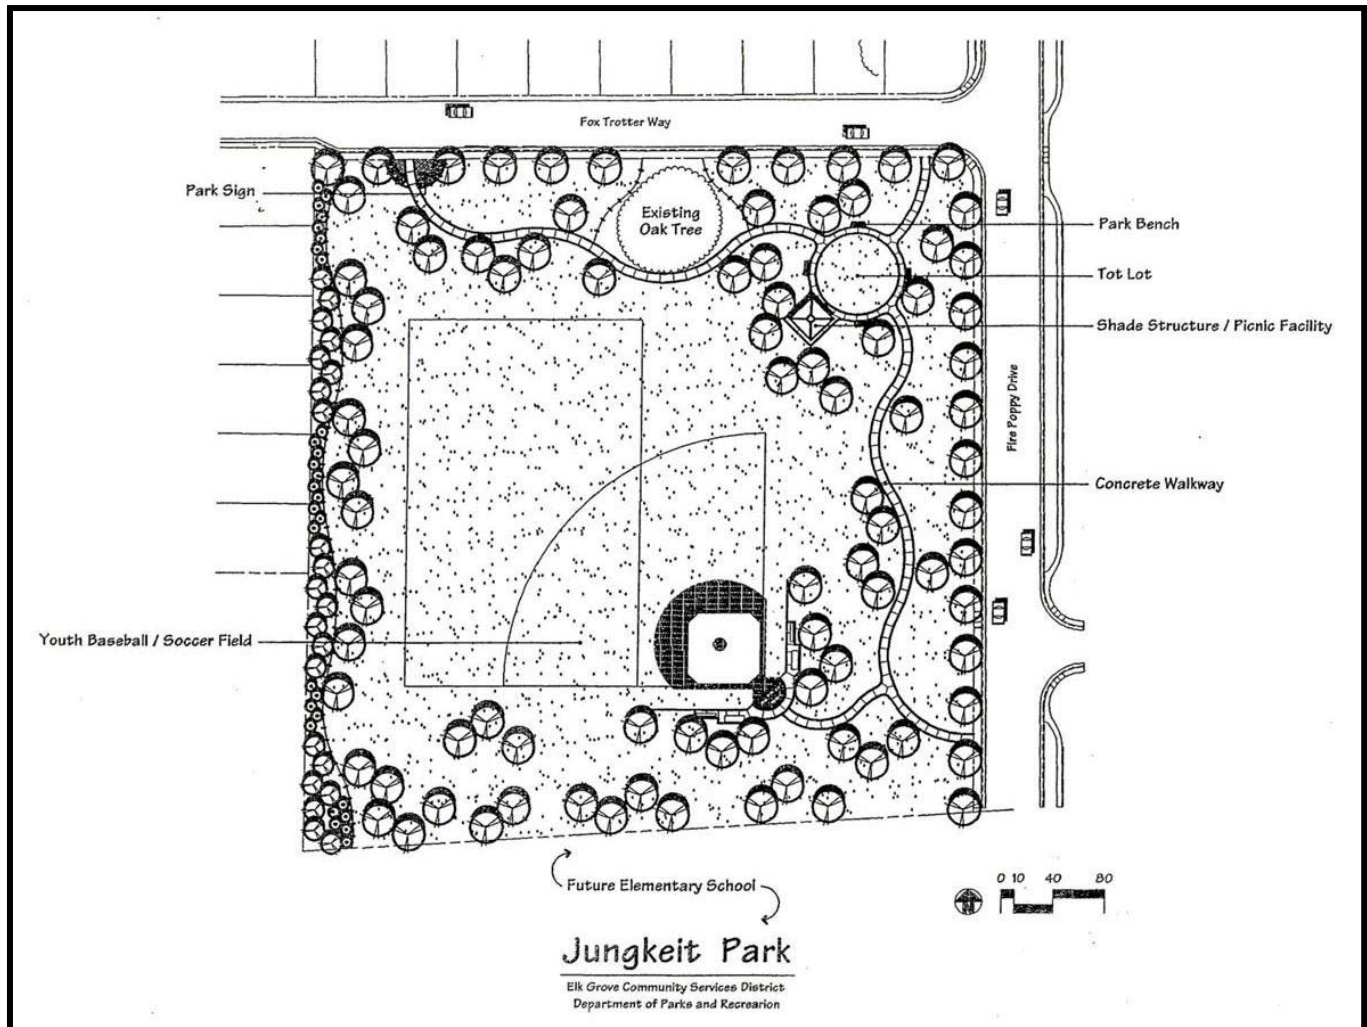 Fox Trotter Way
Park Sign
Existing
Oak Tree
Park Bench
Tot Lot
Shade Structure / Picnic Facility
Fire Poppy Drive
Concrete Walkway
Youth Baseball / Soccer Field
Future Elementary School
0 10 40 80
Jungkeit Park
Elk Grove Community Services District
Department of Parks and Recrearion